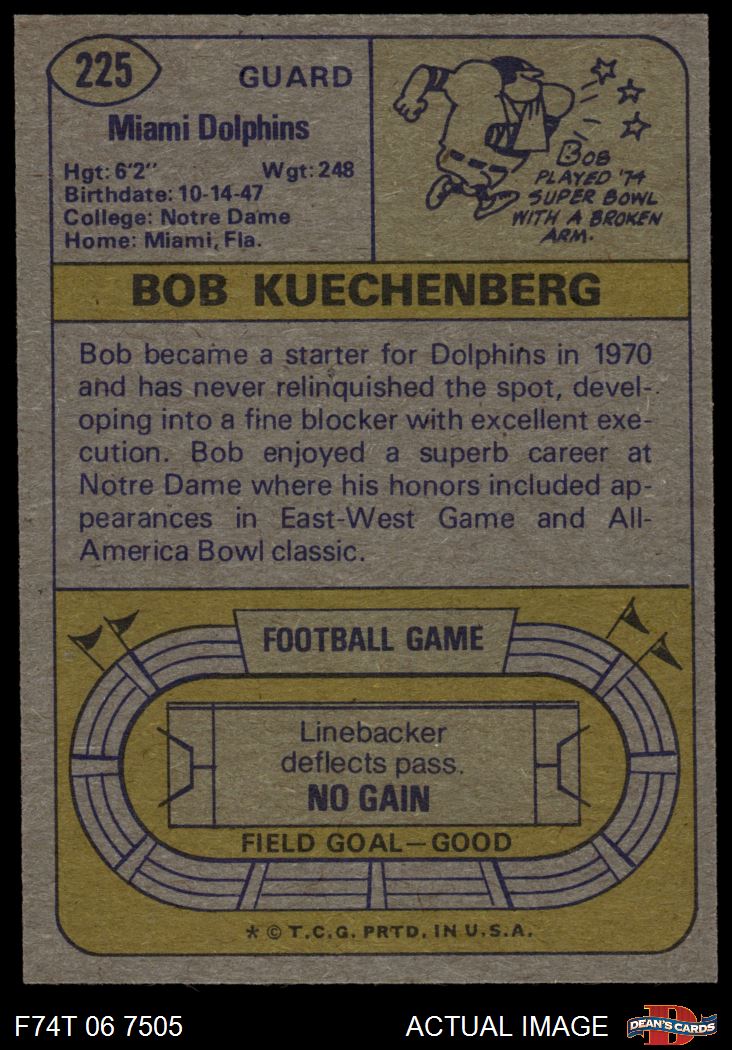 225
GUARD
Miami Dolphins
Hgt: 6'2" Wgt: 248
Birthdate: 10-14-47
College: Notre Dame
Home: Miami, Fla.
BOB
PLAYED '74
SUPER BOWL
WITH A BROKEN
ARM.
BOB KUECHENBERG
Bob became a starter for Dolphins in 1970
and has never relinquished the spot, devel-
oping into a fine blocker with excellent exe-
cution. Bob enjoyed a superb career at
Notre Dame where his honors included ap-
pearances in East-West Game and All-
America Bowl classic.
FOOTBALL GAME
Linebacker
deflects pass.
NO GAIN
FIELD GOAL—GOOD
* © T.C.G. PRTD. IN U.S.A.
F74T 06 7505
ACTUAL IMAGE
D
DEAN'S CARDS